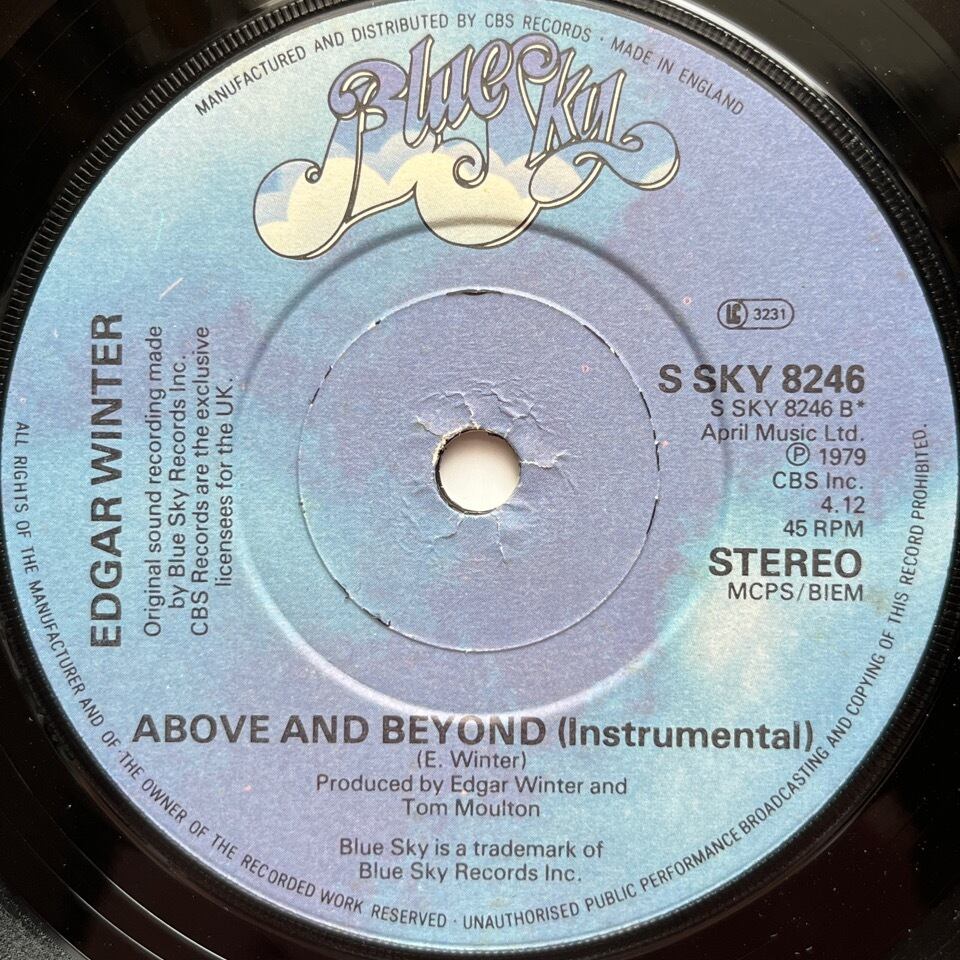 MANUFACTURED AND DISTRIBUTED BY CBS RECORDS · MADE IN ENGLAND
Blue Sky
LC 3231
S SKY 8246
S SKY 8246 B*
April Music Ltd.
Ⓟ 1979
CBS Inc.
4.12
45 RPM
STEREO
MCPS/BIEM
EDGAR WINTER
Original sound recording made
by Blue Sky Records Inc.
CBS Records are the exclusive
licensees for the UK.
ABOVE AND BEYOND (Instrumental)
(E. Winter)
Produced by Edgar Winter and
Tom Moulton
Blue Sky is a trademark of
Blue Sky Records Inc.
ALL RIGHTS OF THE MANUFACTURER AND OF THE OWNER OF THE RECORDED WORK RESERVED · UNAUTHORISED PUBLIC PERFORMANCE BROADCASTING AND COPYING OF THIS RECORD PROHIBITED.